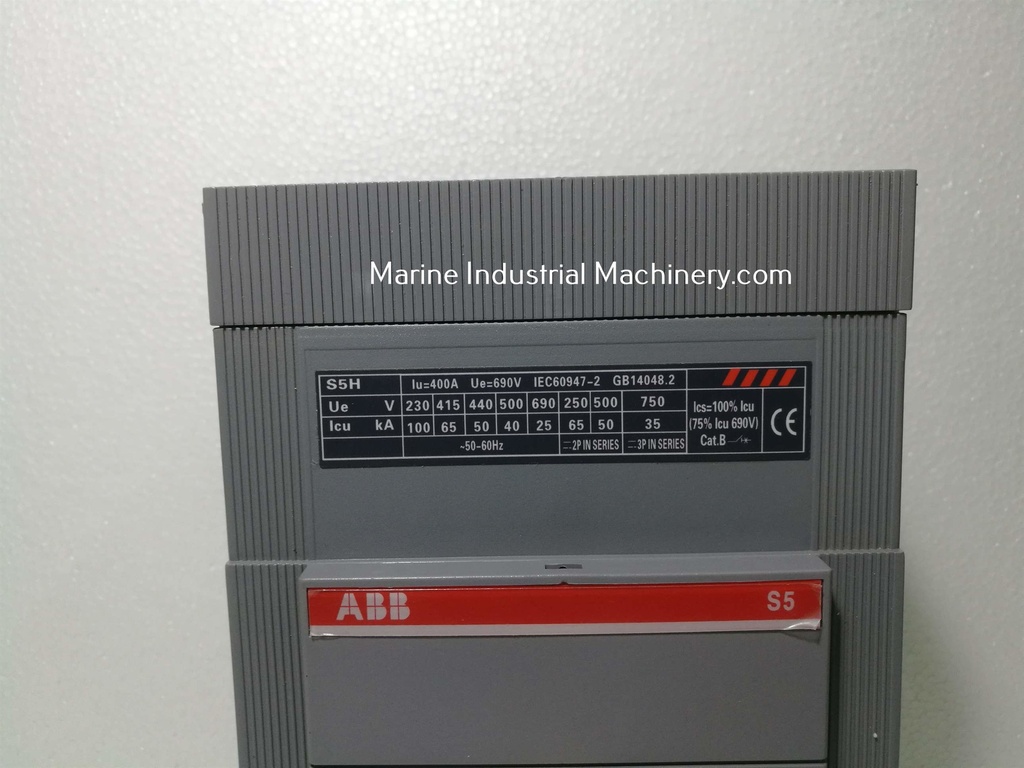 Marine Industrial Machinery.com
S5H Iu=400A Ue=690V IEC60947-2 GB14048.2
Ue V 230 415 440 500 690 250 500 750
Icu kA 100 65 50 40 25 65 50 35
~50-60Hz 2P IN SERIES 3P IN SERIES
Ics=100% Icu
(75% Icu 690V)
Cat.B
CE
ABB S5